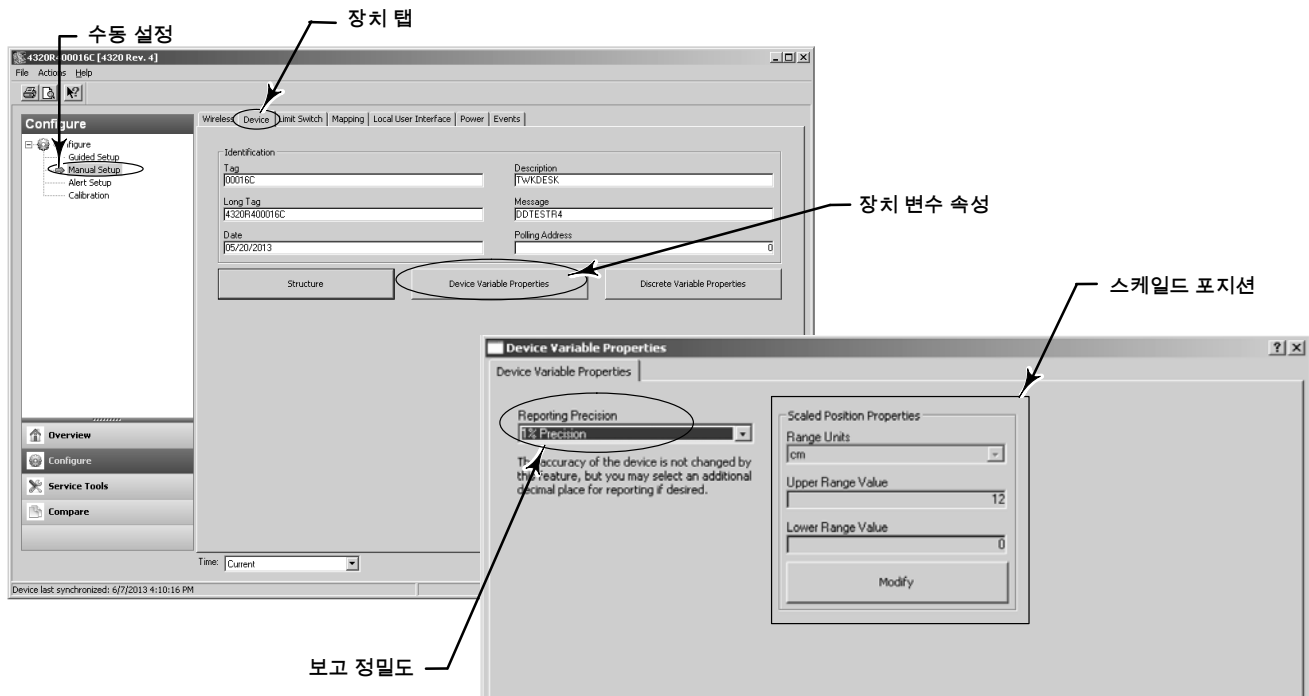 장치 탭
수동 설정
4320R400016C [4320 Rev. 4]
File Actions Help
Configure
Wireless Device Limit Switch Mapping Local User Interface Power Events
Guided Setup
Manual Setup
Alert Setup
Calibration
Identification
Tag
00016C
Description
TWKDESK
Long Tag
4320R400016C
Message
DDTESTR4
Date
05/20/2013
Polling Address
0
Structure
Device Variable Properties
Discrete Variable Properties
장치 변수 속성
스케일드 포지션
Overview
Configure
Service Tools
Compare
Time: Current
Device last synchronized: 6/7/2013 4:10:16 PM
Device Variable Properties
Device Variable Properties
Reporting Precision
1% Precision
The accuracy of the device is not changed by
this feature, but you may select an additional
decimal place for reporting if desired.
Scaled Position Properties
Range Units
cm
Upper Range Value
12
Lower Range Value
0
Modify
보고 정밀도